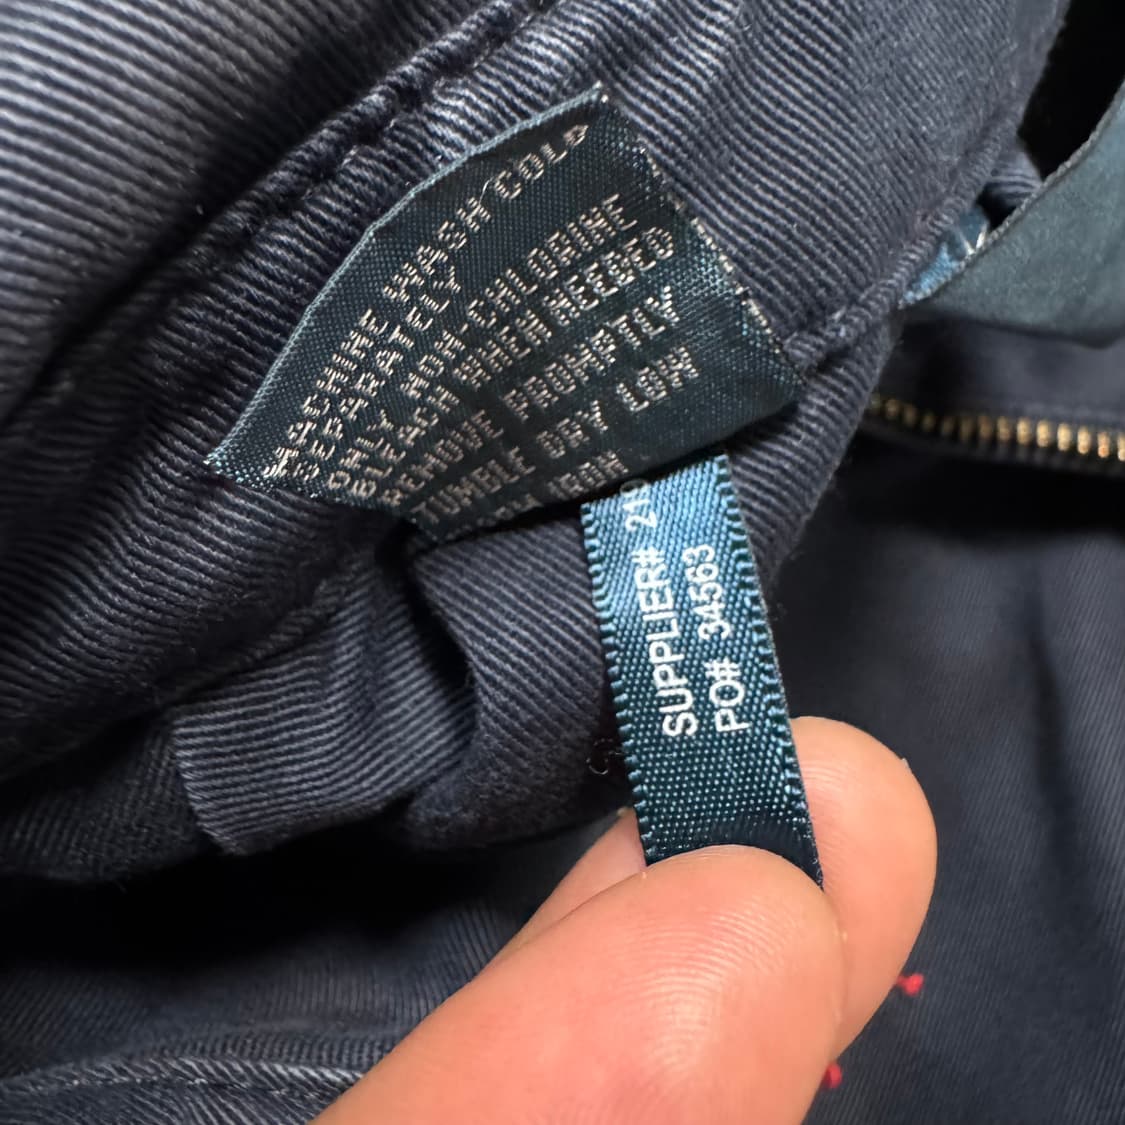 MACHINE WASH COLD
SEPARATELY
ONLY NON-CHLORINE
BLEACH WHEN NEEDED
REMOVE PROMPTLY
TUMBLE DRY LOW
SUPPLIER#
PO# 34563